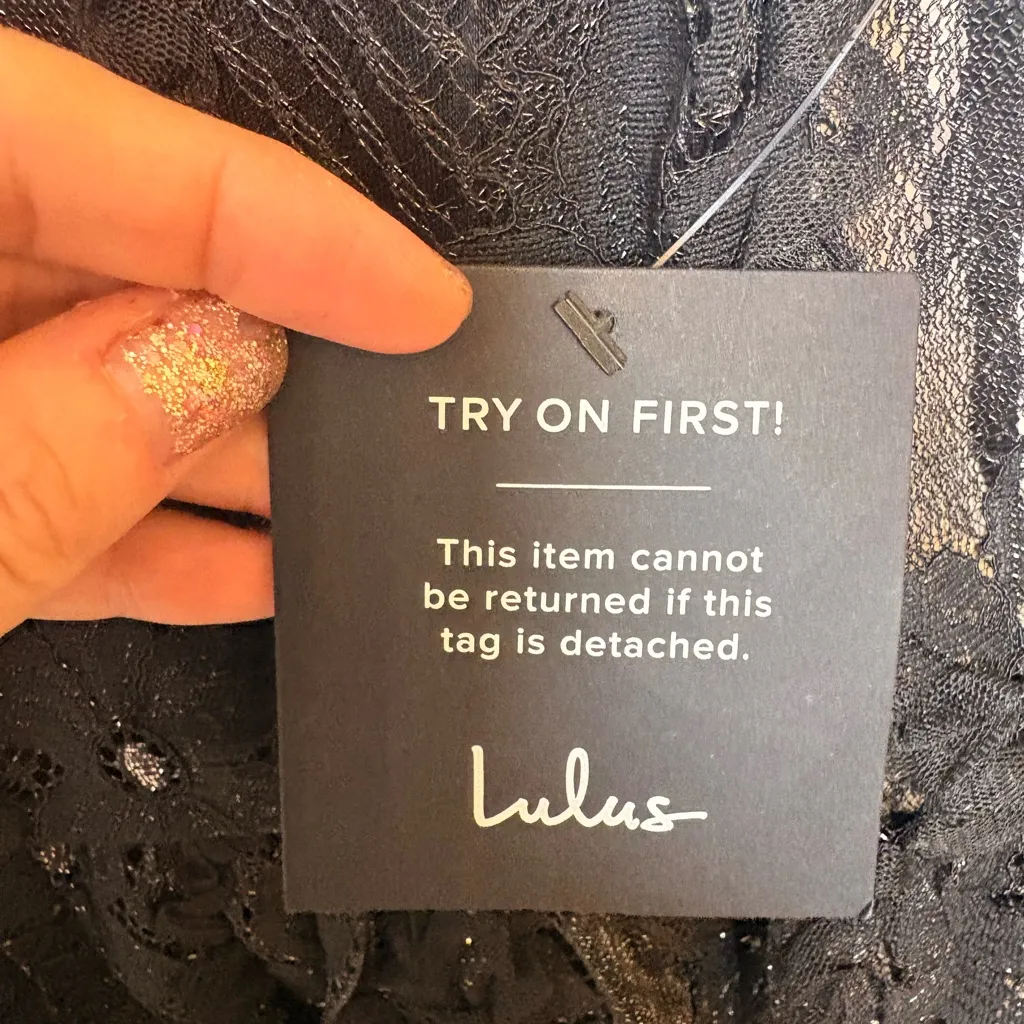 TRY ON FIRST!
This item cannot
be returned if this
tag is detached.
Lulus